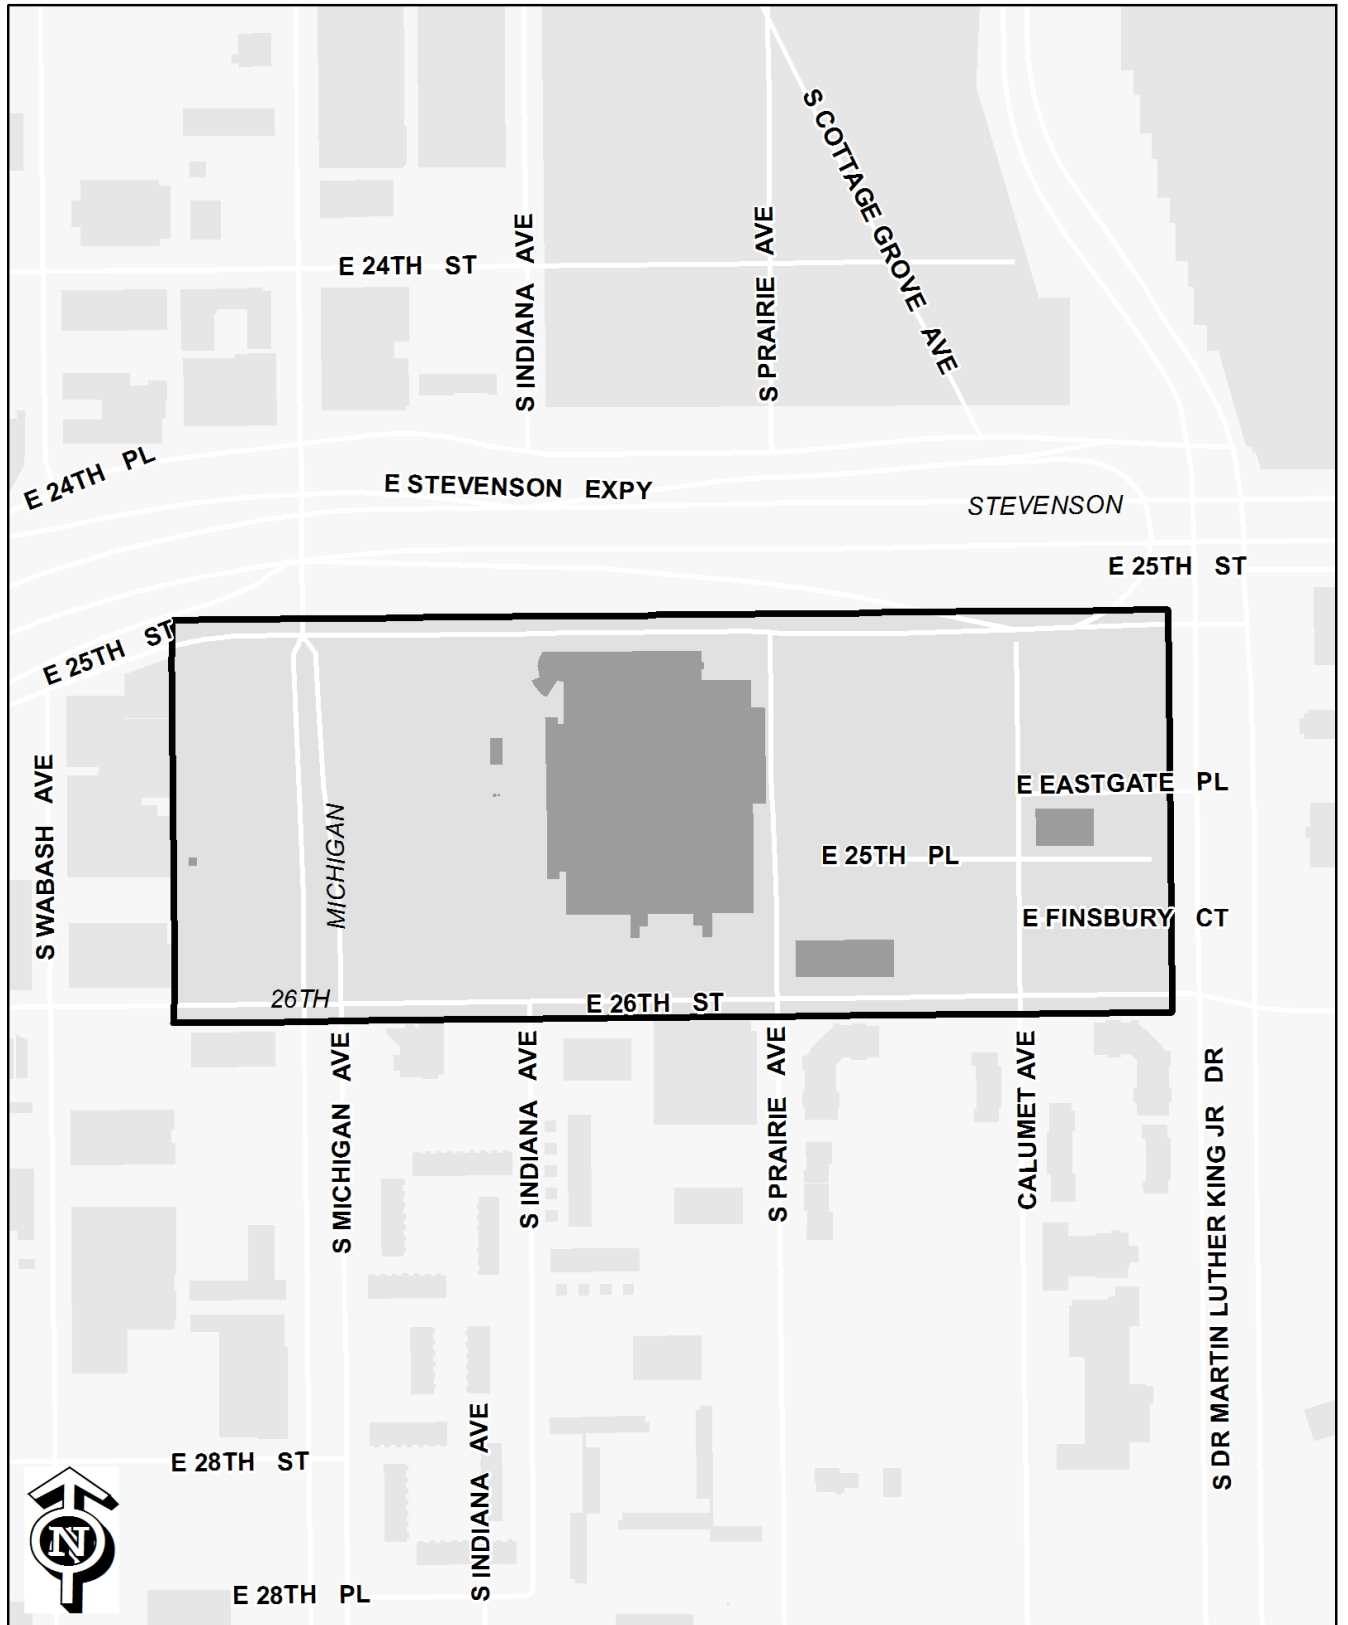 S COTTAGE GROVE AVE
S INDIANA AVE
S PRAIRIE AVE
E 24TH ST
E 24TH PL
E STEVENSON EXPY
STEVENSON
E 25TH ST
E 25TH ST
S WABASH AVE
MICHIGAN
E EASTGATE PL
E 25TH PL
E FINSBURY CT
26TH
E 26TH ST
S MICHIGAN AVE
S INDIANA AVE
S PRAIRIE AVE
CALUMET AVE
S DR MARTIN LUTHER KING JR DR
S INDIANA AVE
E 28TH ST
N
E 28TH PL